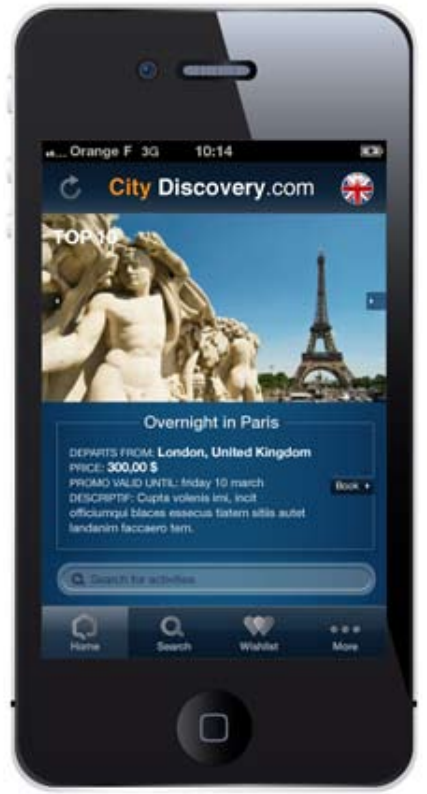 Orange F 3G 10:14
City Discovery.com
TOP 10
Overnight in Paris
DEPARTS FROM: London, United Kingdom
PRICE: 300,00 $
PROMO VALID UNTIL: friday 10 march
Book
DESCRIPTIF: Cupta volenis imi, incit
officiumqui blaces essecus tiatem sitiis autet
landanim faccaero tem.
Search for activities
Home Search Wishlist More